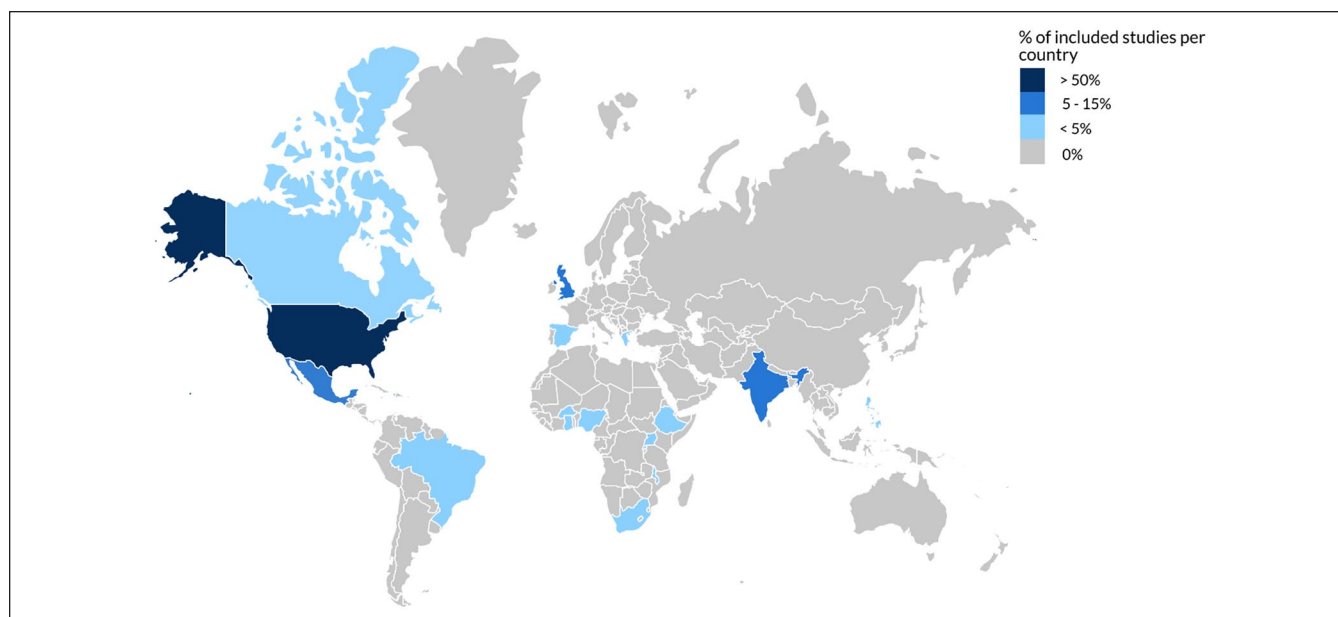 % of included studies per
country
> 50%
5 - 15%
< 5%
0%